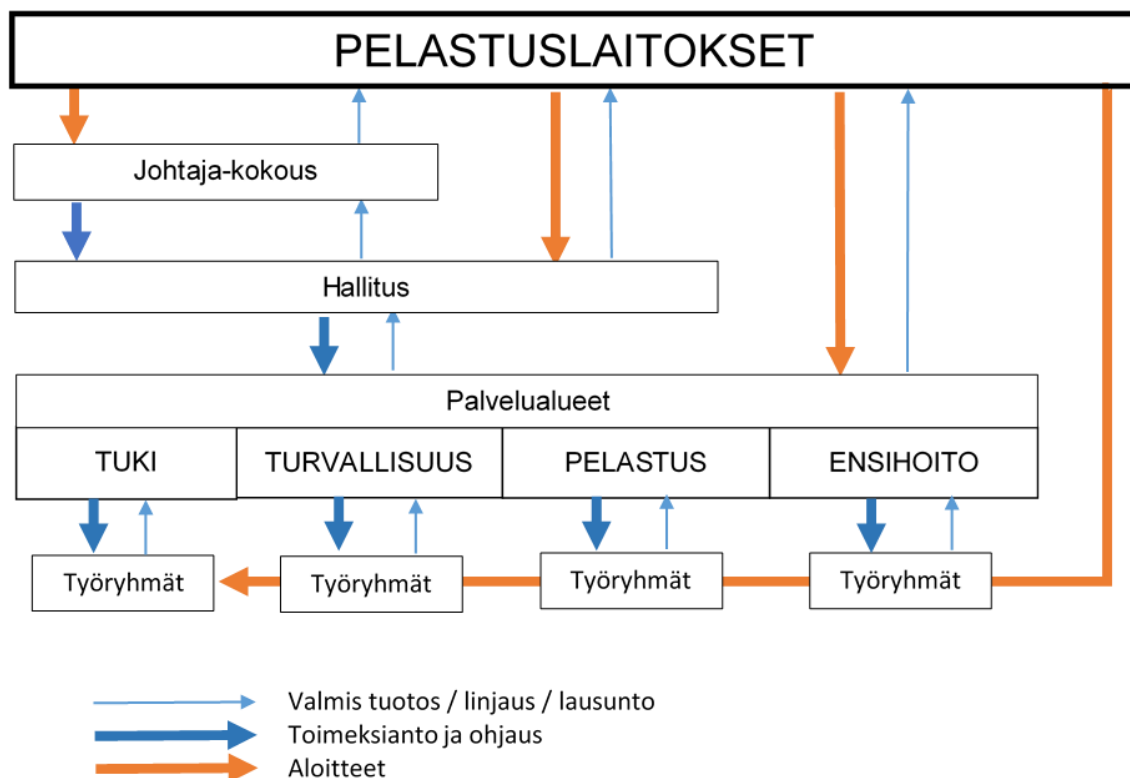 PELASTUSLAITOKSET
Johtaja-kokous
Hallitus
Palvelualueet
TUKI
TURVALLISUUS
PELASTUS
ENSIHOITO
Työryhmät
Työryhmät
Työryhmät
Työryhmät
Valmis tuotos / linjaus / lausunto
Toimeksianto ja ohjaus
Aloitteet